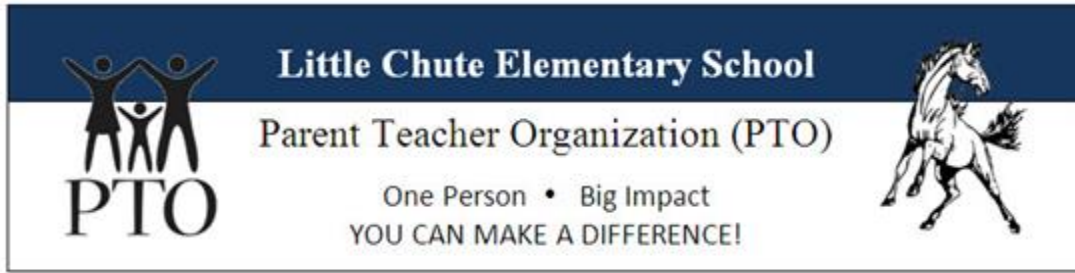 Little Chute Elementary School
Parent Teacher Organization (PTO)
One Person • Big Impact
YOU CAN MAKE A DIFFERENCE!
PTO